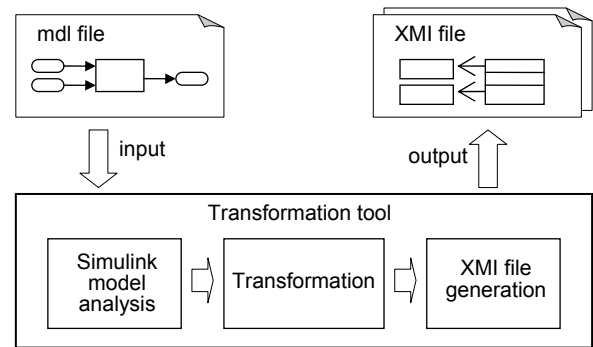 mdl file
XMI file
input
output
Transformation tool
Simulink
model
analysis
Transformation
XMI file
generation